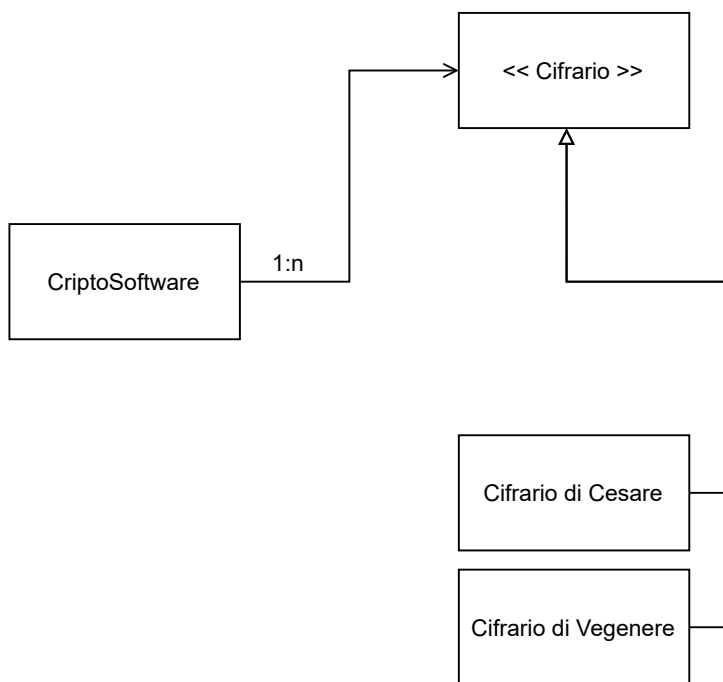 << Cifrario >>
1:n
CriptoSoftware
Cifrario di Cesare
Cifrario di Vegenere